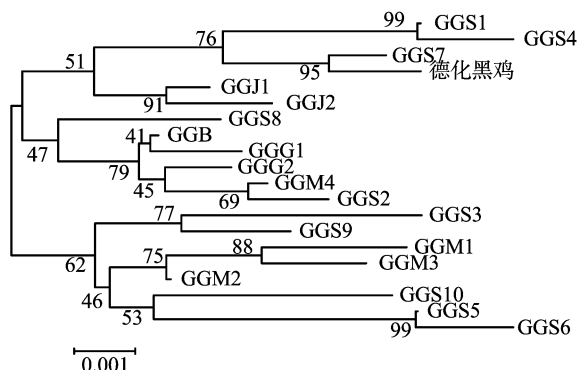 99 GGS1
76 GGS4
GGS7
51 95 德化黑鸡
GGJ1
91 GGJ2
GGS8
41 GGB
47 GGG1
79 GGG2
45 GGM4
69 GGS2
77 GGS3
GGS9
62 75 88 GGM1
GGM3
GGM2
46 GGS10
53 GGS5
99 GGS6
0.001